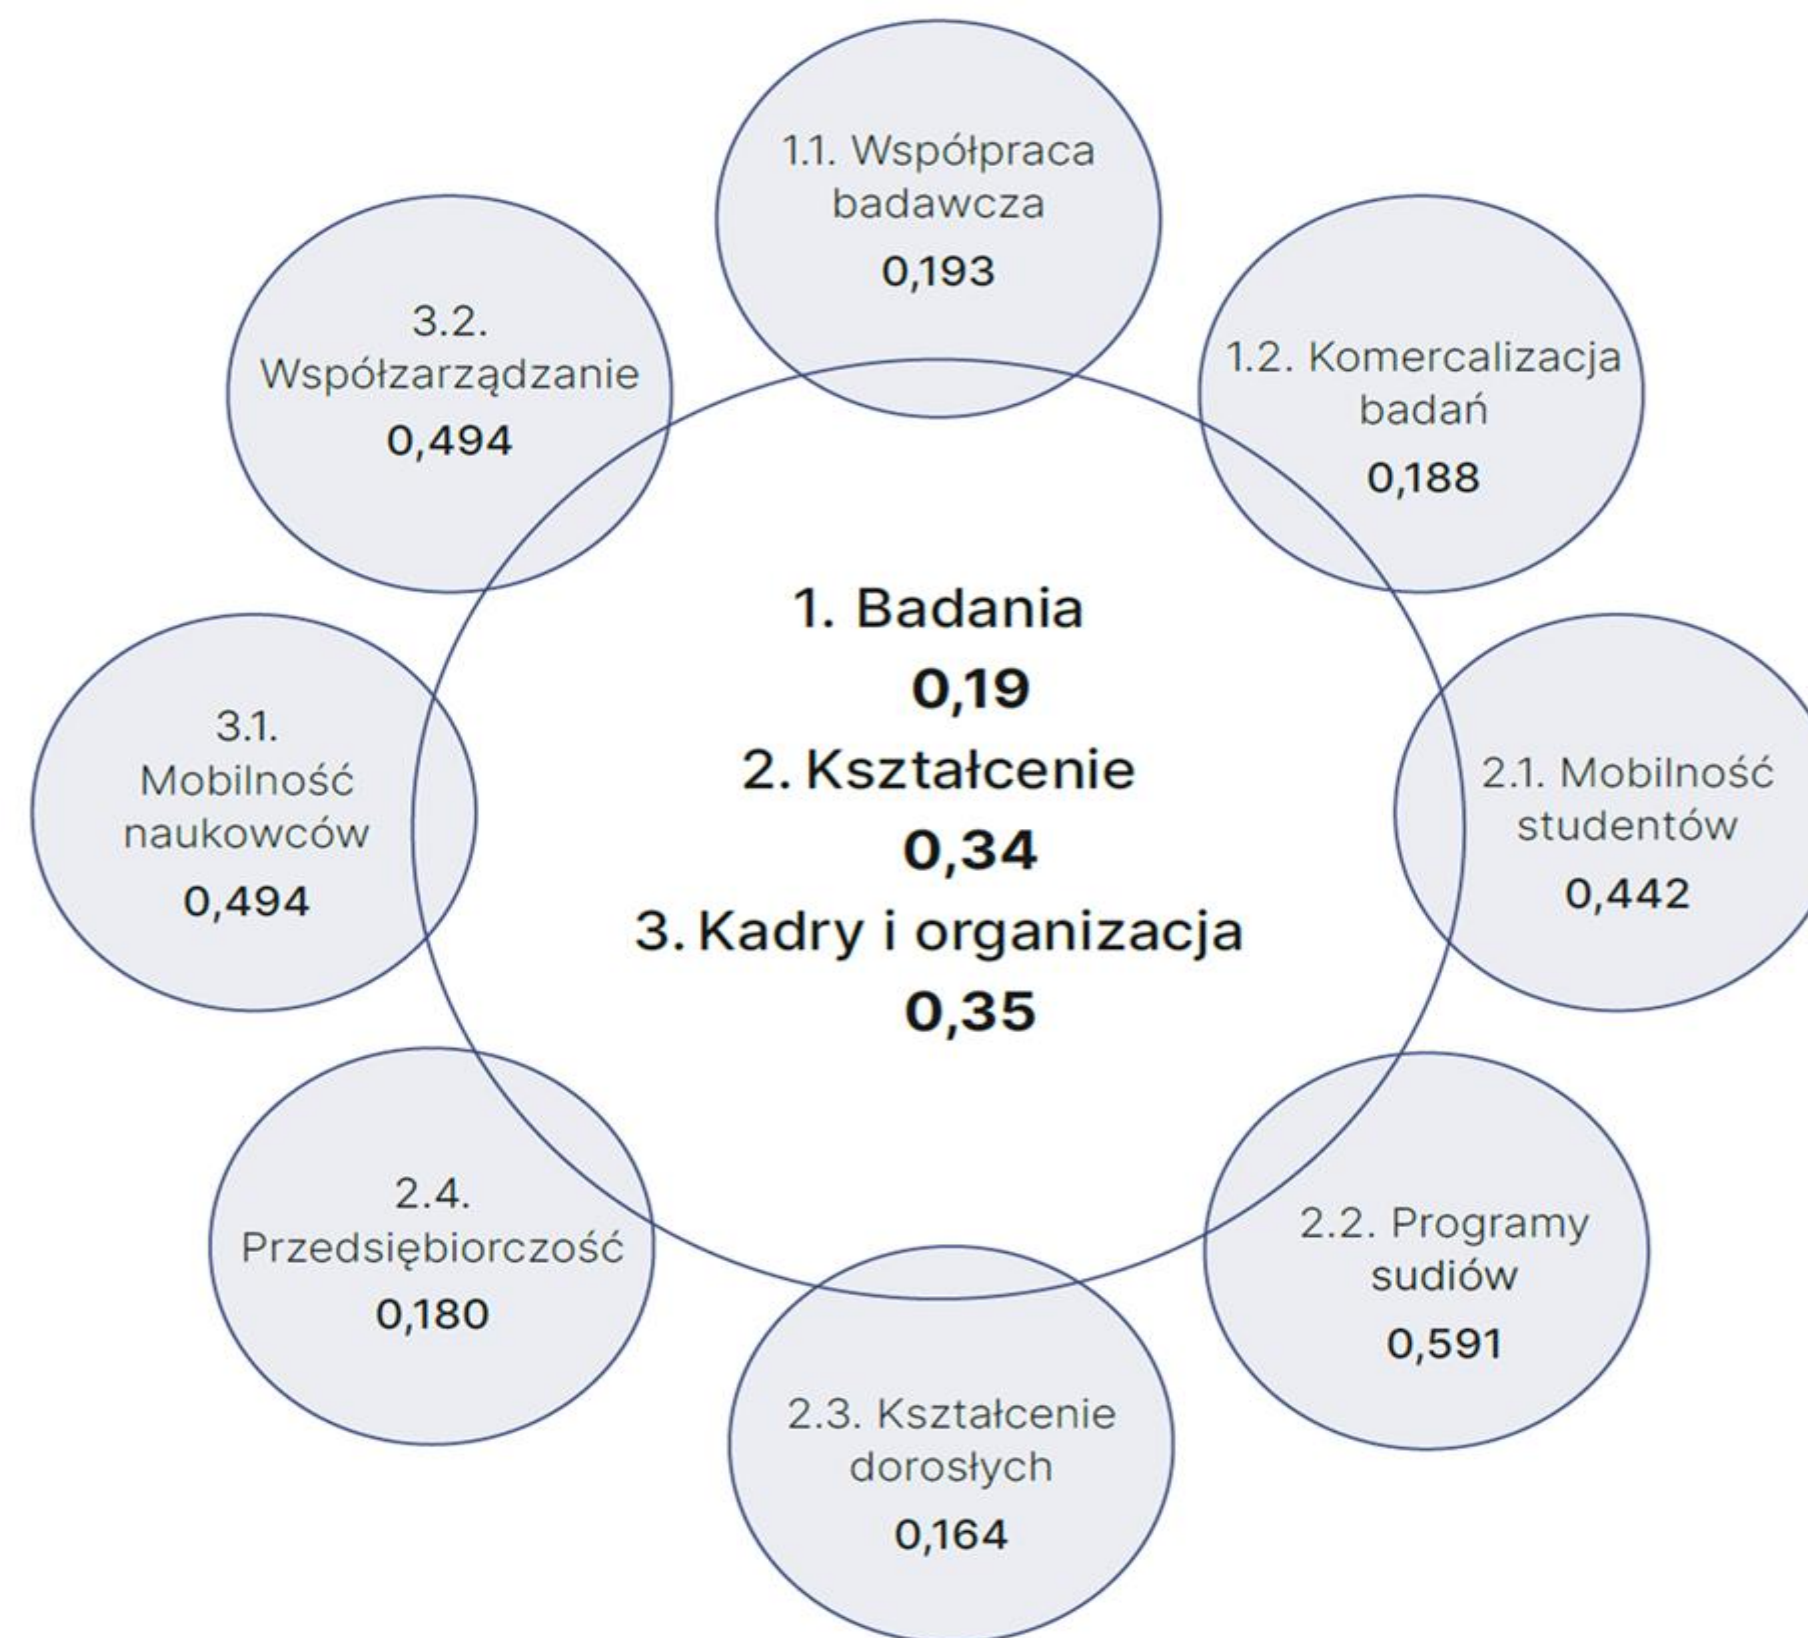 1.1. Współpraca
badawcza
0,193
1.2. Komercalizacja
badań
0,188
2.1. Mobilność
studentów
0,442
2.2. Programy
sudiów
0,591
2.3. Kształcenie
dorosłych
0,164
2.4.
Przedsiębiorczość
0,180
3.1.
Mobilność
naukowców
0,494
3.2.
Współzarządzanie
0,494
1. Badania
0,19
2. Kształcenie
0,34
3. Kadry i organizacja
0,35